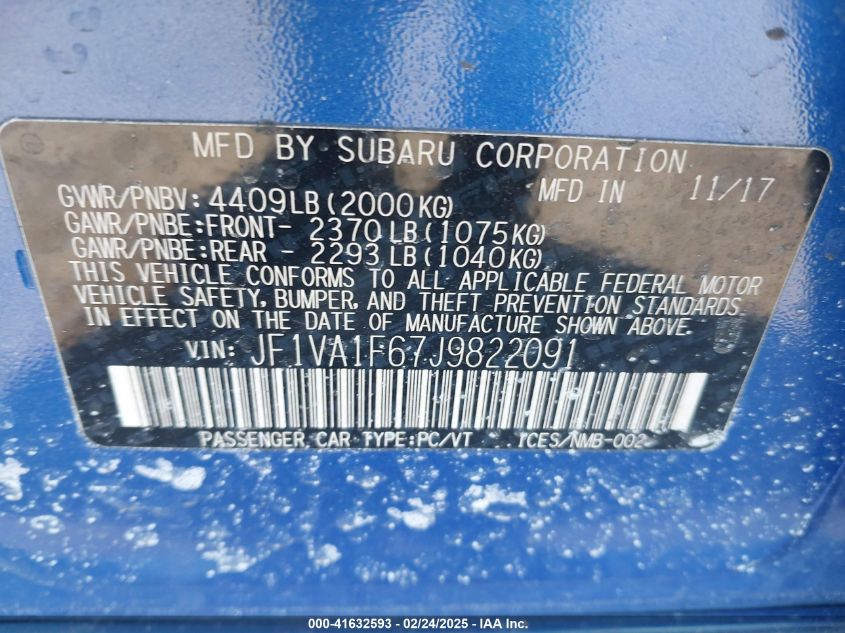 MFD BY SUBARU CORPORATION
MFD IN 11/17
GVWR/PNBV: 4409LB (2000KG)
GAWR/PNBE:FRONT- 2370LB(1075KG)
GAWR/PNBE:REAR - 2293LB(1040KG)
THIS VEHICLE CONFORMS TO ALL APPLICABLE FEDERAL MOTOR
VEHICLE SAFETY, BUMPER, AND THEFT PREVENTION STANDARDS
IN EFFECT ON THE DATE OF MANUFACTURE SHOWN ABOVE.
VIN: JF1VA1F67J9822091
PASSENGER CAR TYPE:PC/VT TCES/NMB-002
000-41632593 - 02/24/2025 - IAA Inc.